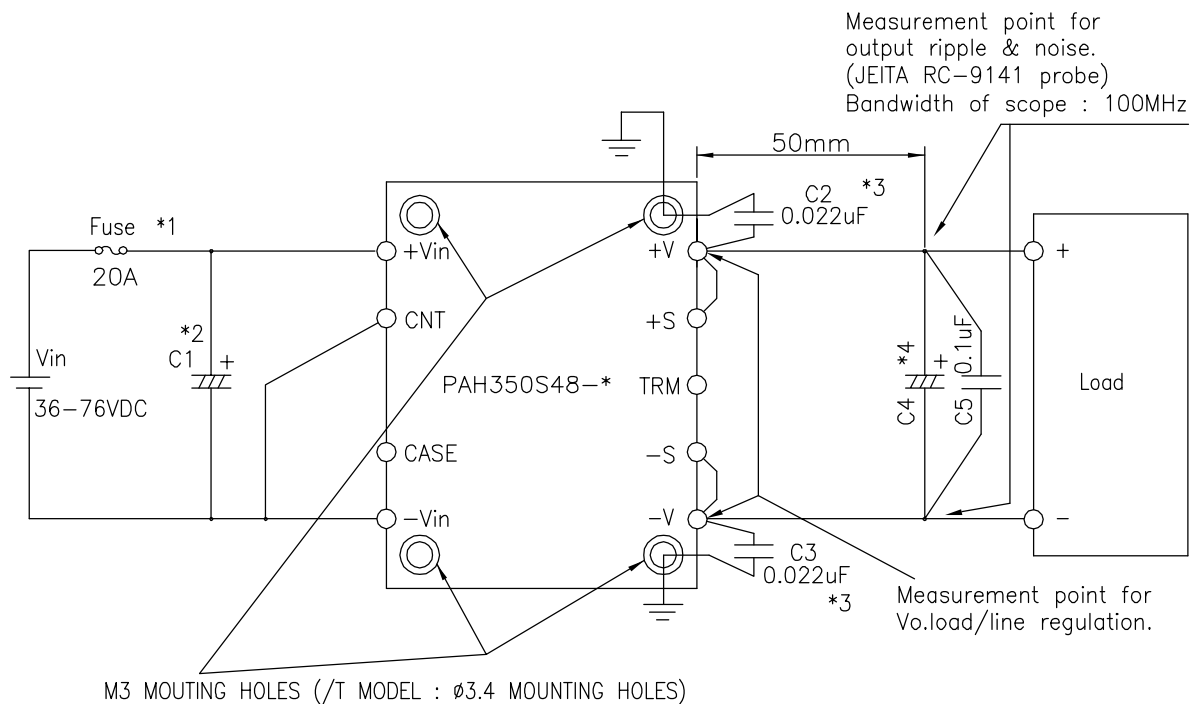 Measurement point for
output ripple & noise.
(JEITA RC-9141 probe)
Bandwidth of scope : 100MHz
50mm
C2 *3
0.022uF
Fuse *1
20A
+Vin
+V
+
CNT
+S
*2
C1 +
Vin
36-76VDC
PAH350S48-*
TRM
C4 *4
+
C5 0.1uF
Load
CASE
-S
-Vin
-V
-
C3
0.022uF
*3
Measurement point for
Vo.load/line regulation.
M3 MOUTING HOLES (/T MODEL : ø3.4 MOUNTING HOLES)